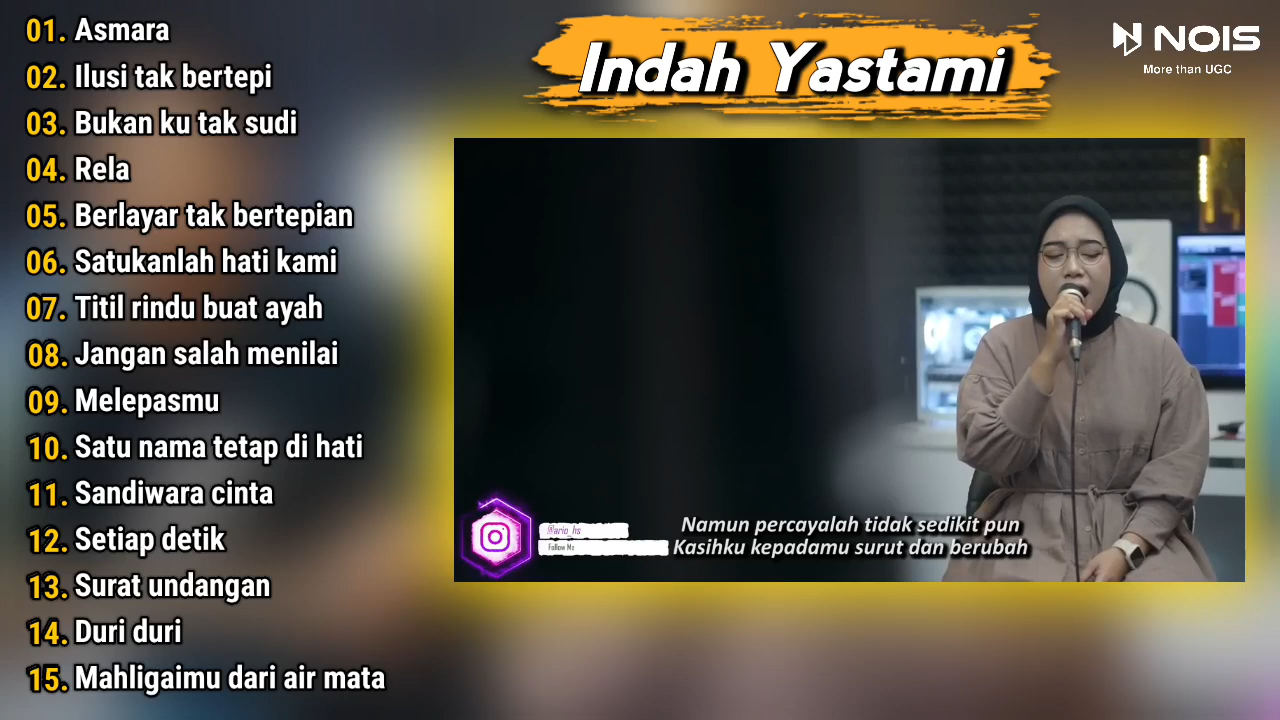 01. Asmara
02. Ilusi tak bertepi
03. Bukan ku tak sudi
04. Rela
05. Berlayar tak bertepian
06. Satukanlah hati kami
07. Titil rindu buat ayah
08. Jangan salah menilai
09. Melepasmu
10. Satu nama tetap di hati
11. Sandiwara cinta
12. Setiap detik
13. Surat undangan
14. Duri duri
15. Mahligaimu dari air mata
Indah Yastami
NOIS
More than UGC
@ario_hs
Follow Me
Namun percayalah tidak sedikit pun
Kasihku kepadamu surut dan berubah